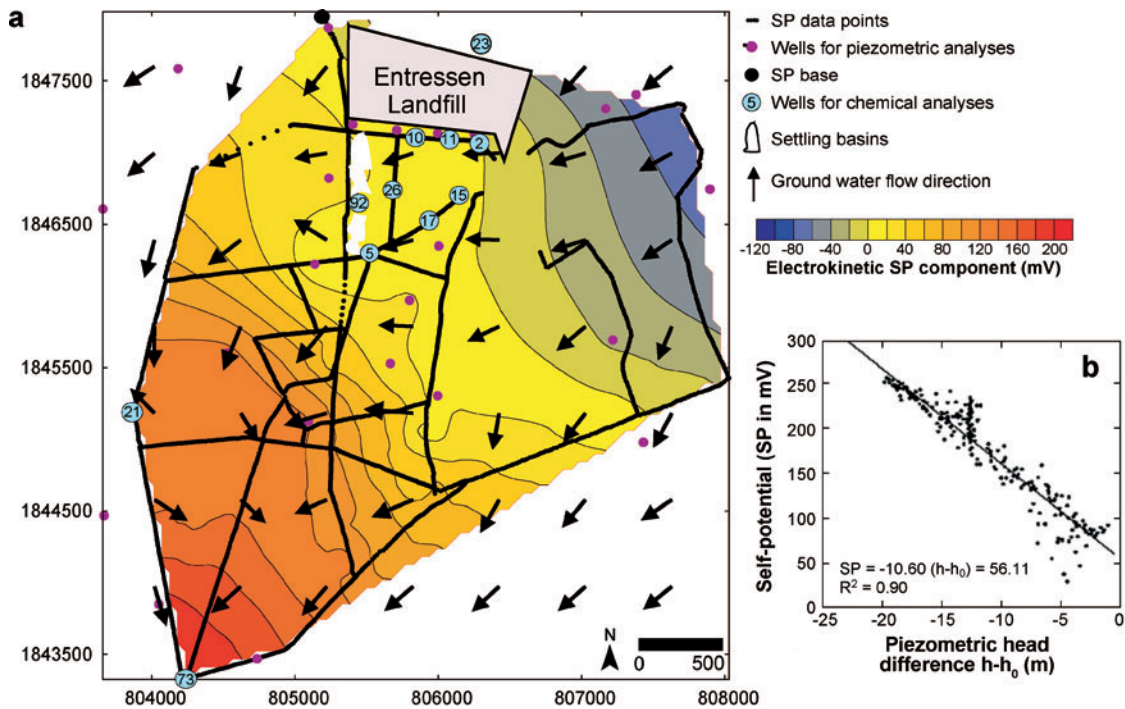 a
1847500
1846500
1845500
1844500
1843500
804000 805000 806000 807000 808000
Entressen
Landfill
23
10 11 2
26 15
92
17
5
21
73
N
0 500
SP data points
Wells for piezometric analyses
SP base
5 Wells for chemical analyses
Settling basins
Ground water flow direction
-120 -80 -40 0 40 80 120 160 200
Electrokinetic SP component (mV)
b
300
250
200
150
100
50
0
Self-potential (SP in mV)
SP = -10.60 (h-h₀) = 56.11
R² = 0.90
-25 -20 -15 -10 -5 0
Piezometric head
difference h-h₀ (m)